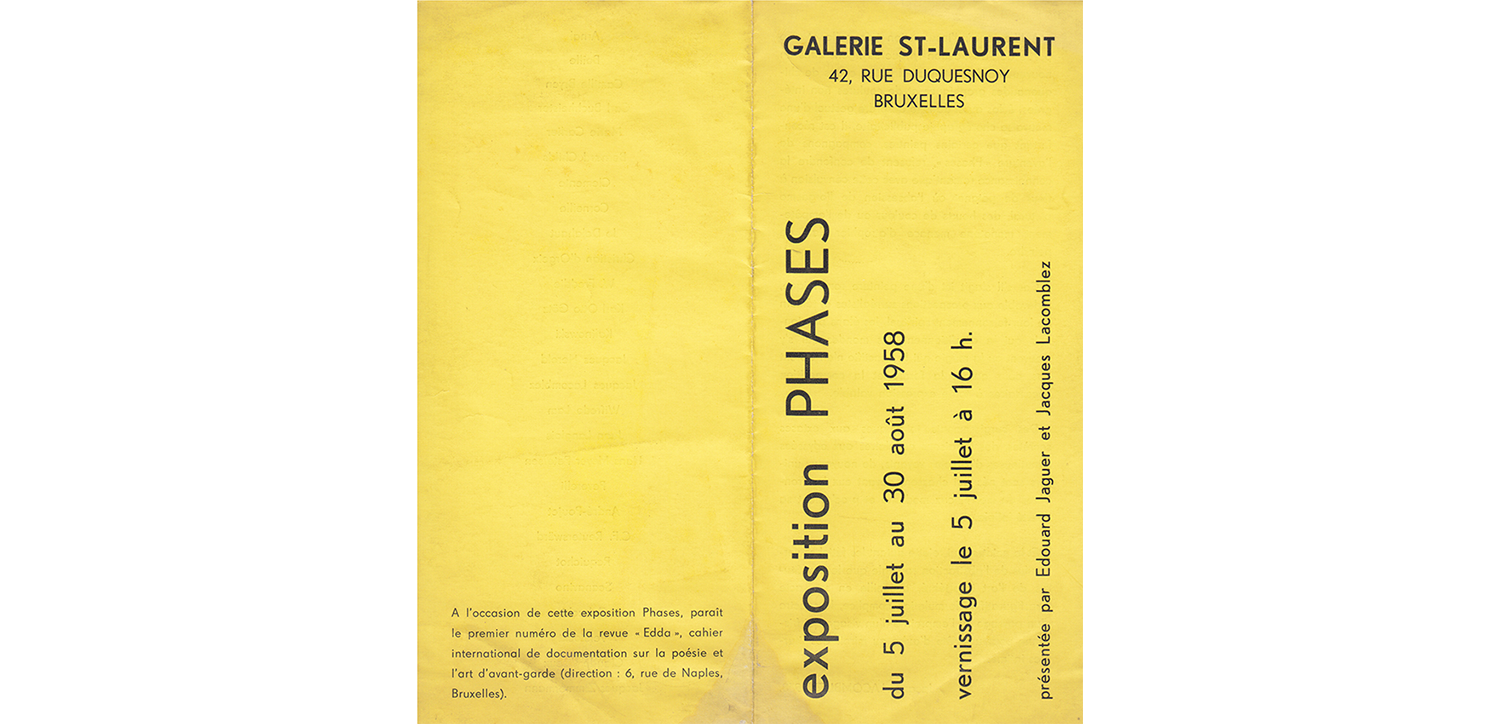 GALERIE ST-LAURENT
42, RUE DUQUESNOY
BRUXELLES
exposition PHASES
du 5 juillet au 30 août 1958
vernissage le 5 juillet à 16 h.
présentée par Edouard Jaguer et Jacques Lacomblez
A l'occasion de cette exposition Phases, paraît
le premier numéro de la revue « Edda », cahier
international de documentation sur la poésie et
l'art d'avant-garde (direction : 6, rue de Naples,
Bruxelles).